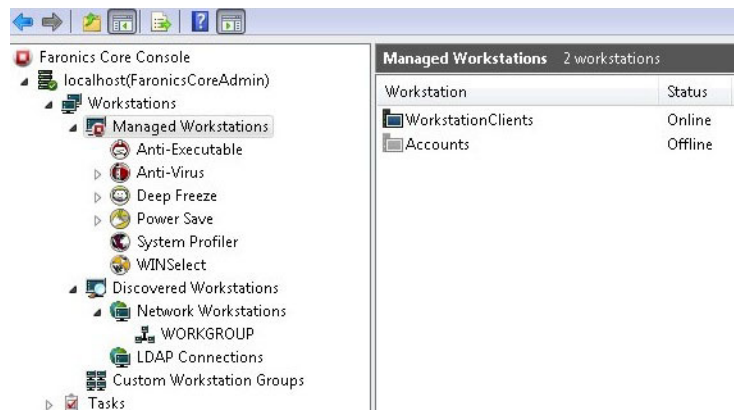 Faronics Core Console
localhost(FaronicsCoreAdmin)
Workstations
Managed Workstations
Anti-Executable
Anti-Virus
Deep Freeze
Power Save
System Profiler
WINSelect
Discovered Workstations
Network Workstations
WORKGROUP
LDAP Connections
Custom Workstation Groups
Tasks
Managed Workstations 2 workstations
Workstation Status
WorkstationClients Online
Accounts Offline